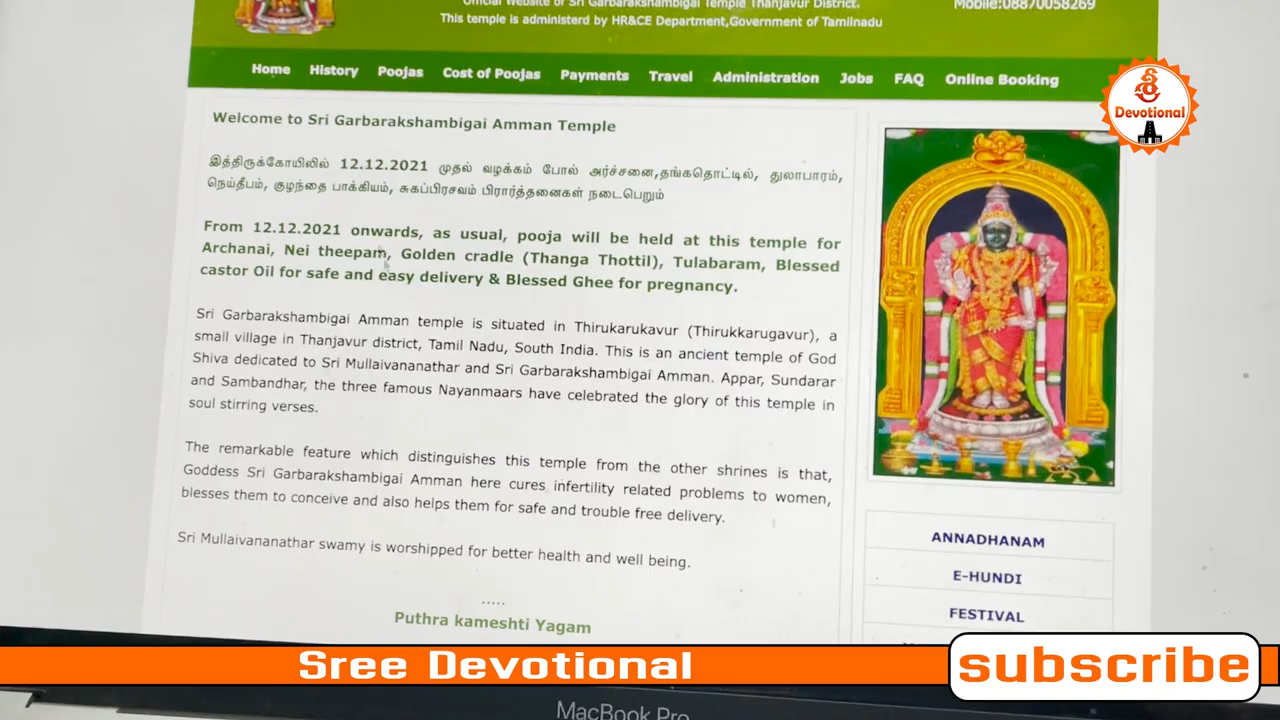 Official Website of Sri Garbarakshambigai Temple Thanjavur District.
Mobile:08870058269
This temple is administerd by HR&CE Department,Government of Tamilnadu
Home History Poojas Cost of Poojas Payments Travel Administration Jobs FAQ Online Booking
ஸ்ரீ
Devotional
Welcome to Sri Garbarakshambigai Amman Temple
இத்திருக்கோயிலில் 12.12.2021 முதல் வழக்கம் போல் அர்ச்சனை,தங்கதொட்டில், துலாபாரம்,
நெய்தீபம், குழந்தை பாக்கியம், சுகப்பிரசவம் பிரார்த்தனைகள் நடைபெறும்
From 12.12.2021 onwards, as usual, pooja will be held at this temple for
Archanai, Nei theepam, Golden cradle (Thanga Thottil), Tulabaram, Blessed
castor Oil for safe and easy delivery & Blessed Ghee for pregnancy.
Sri Garbarakshambigai Amman temple is situated in Thirukarukavur (Thirukkarugavur), a
small village in Thanjavur district, Tamil Nadu, South India. This is an ancient temple of God
Shiva dedicated to Sri Mullaivananathar and Sri Garbarakshambigai Amman. Appar, Sundarar
and Sambandhar, the three famous Nayanmaars have celebrated the glory of this temple in
soul stirring verses.
The remarkable feature which distinguishes this temple from the other shrines is that,
Goddess Sri Garbarakshambigai Amman here cures infertility related problems to women,
blesses them to conceive and also helps them for safe and trouble free delivery.
Sri Mullaivananathar swamy is worshipped for better health and well being.
.....
Puthra kameshti Yagam
ANNADHANAM
E-HUNDI
FESTIVAL
Sree Devotional
subscribe
MacBook Pro